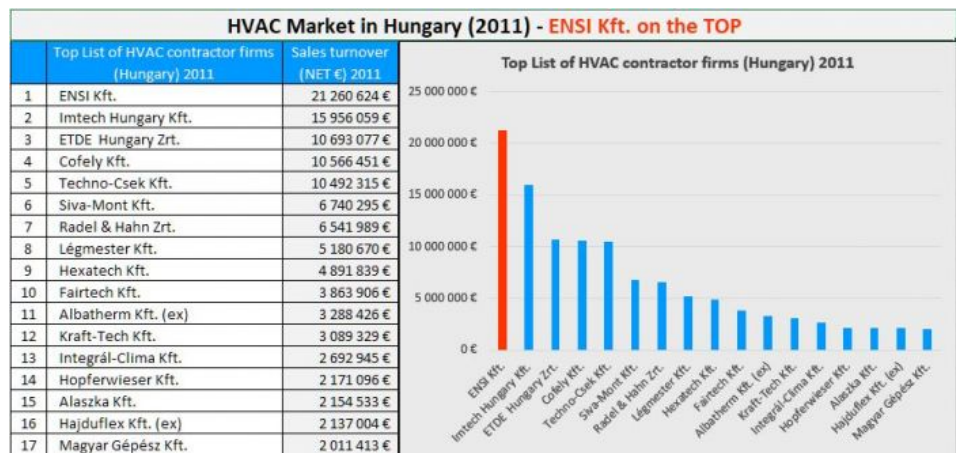 HVAC Market in Hungary (2011) - ENSI Kft. on the TOP
Top List of HVAC contractor firms
(Hungary) 2011
Sales turnover
(NET €) 2011
1 ENSI Kft. 21 260 624 €
2 Imtech Hungary Kft. 15 956 059 €
3 ETDE Hungary Zrt. 10 693 077 €
4 Cofely Kft. 10 566 451 €
5 Techno-Csek Kft. 10 492 315 €
6 Siva-Mont Kft. 6 740 295 €
7 Radel & Hahn Zrt. 6 541 989 €
8 Légmester Kft. 5 180 670 €
9 Hexatech Kft. 4 891 839 €
10 Fairtech Kft. 3 863 906 €
11 Albatherm Kft. (ex) 3 288 426 €
12 Kraft-Tech Kft. 3 089 329 €
13 Integrál-Clima Kft. 2 692 945 €
14 Hopferwieser Kft. 2 171 096 €
15 Alaszka Kft. 2 154 533 €
16 Hajduflex Kft. (ex) 2 137 004 €
17 Magyar Gépész Kft. 2 011 413 €
Top List of HVAC contractor firms (Hungary) 2011
25 000 000 €
20 000 000 €
15 000 000 €
10 000 000 €
5 000 000 €
0 €
ENSI Kft.
Imtech Hungary Kft.
ETDE Hungary Zrt.
Cofely Kft.
Techno-Csek Kft.
Siva-Mont Kft.
Radel & Hahn Zrt.
Légmester Kft.
Hexatech Kft.
Fairtech Kft.
Albatherm Kft. (ex)
Kraft-Tech Kft.
Integrál-Clima Kft.
Hopferwieser Kft.
Alaszka Kft.
Hajduflex Kft. (ex)
Magyar Gépész Kft.